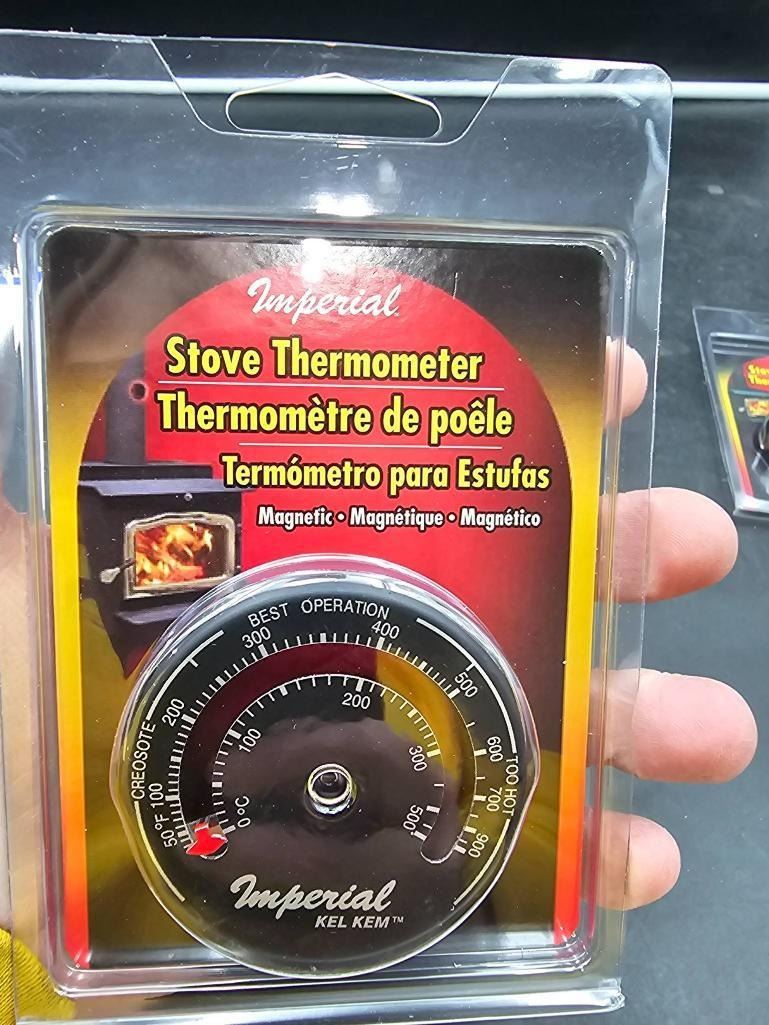 Imperial
Stove Thermometer
Thermomètre de poêle
Termómetro para Estufas
Magnetic • Magnétique • Magnético
BEST OPERATION
CREOSOTE
TOO HOT
50°F 100 200 300 400 500 600 700 900
0°C 100 200 300 500
Imperial
KEL KEM™